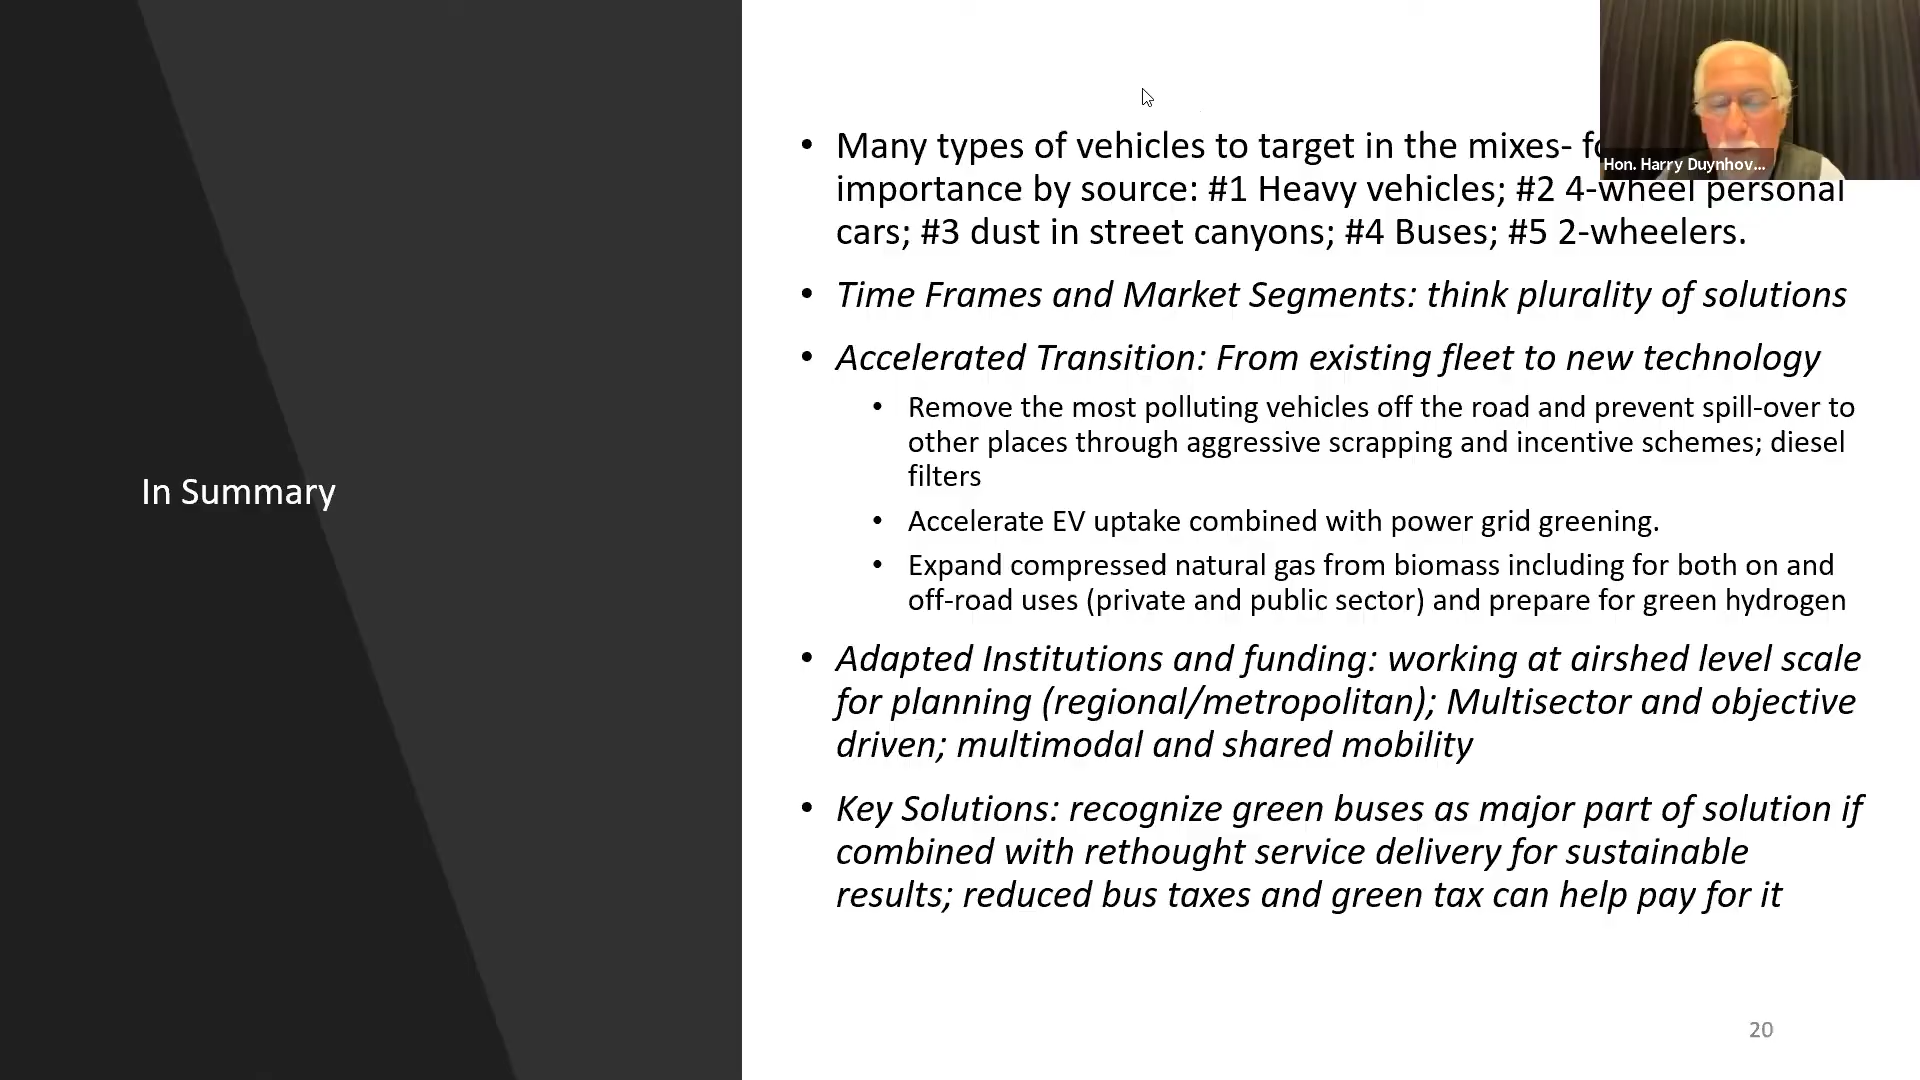 Hon. Harry Duynhov...
In Summary
• Many types of vehicles to target in the mixes-
importance by source: #1 Heavy vehicles; #2 4-wheel personal
cars; #3 dust in street canyons; #4 Buses; #5 2-wheelers.
• Time Frames and Market Segments: think plurality of solutions
• Accelerated Transition: From existing fleet to new technology
• Remove the most polluting vehicles off the road and prevent spill-over to
other places through aggressive scrapping and incentive schemes; diesel
filters
• Accelerate EV uptake combined with power grid greening.
• Expand compressed natural gas from biomass including for both on and
off-road uses (private and public sector) and prepare for green hydrogen
• Adapted Institutions and funding: working at airshed level scale
for planning (regional/metropolitan); Multisector and objective
driven; multimodal and shared mobility
• Key Solutions: recognize green buses as major part of solution if
combined with rethought service delivery for sustainable
results; reduced bus taxes and green tax can help pay for it
20